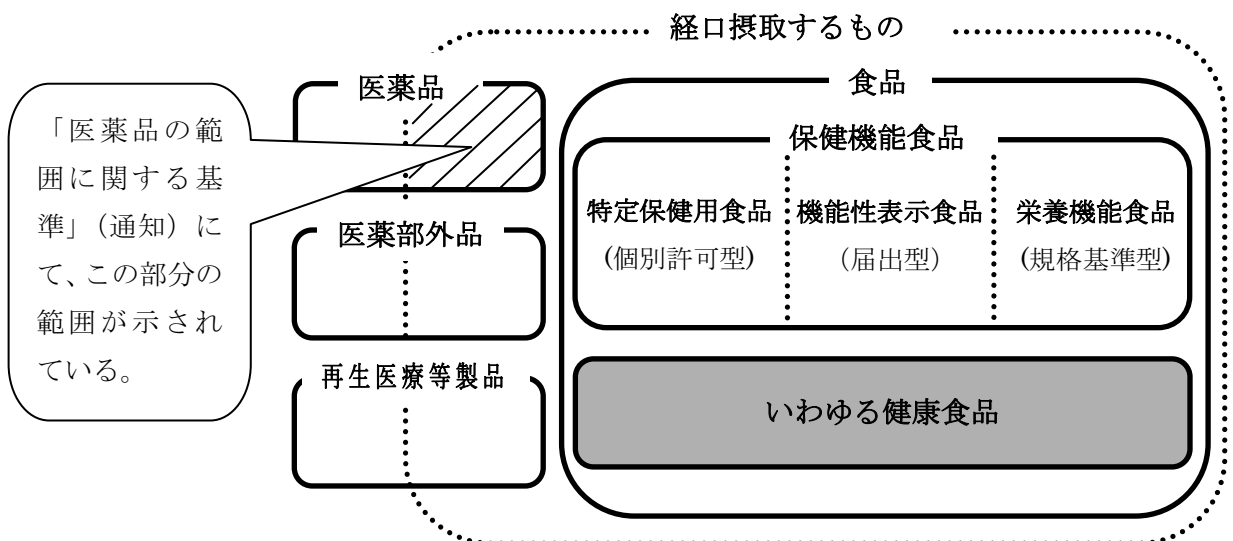 経口摂取するもの
医薬品
食品
「医薬品の範
囲に関する基
準」（通知）に
て、この部分の
範囲が示され
ている。
保健機能食品
特定保健用食品
(個別許可型)
機能性表示食品
（届出型）
栄養機能食品
(規格基準型)
医薬部外品
再生医療等製品
いわゆる健康食品